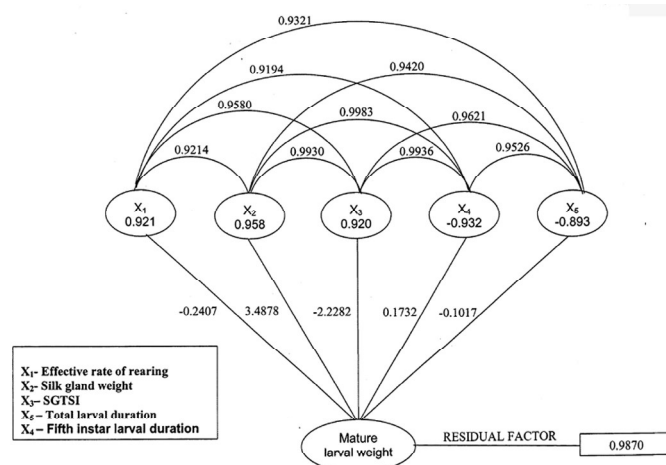 0.9321
0.9194
0.9420
0.9580
0.9983
0.9621
0.9214
0.9930
0.9936
0.9526
X₁
0.921
X₂
0.958
X₃
0.920
X₄
-0.932
X₅
-0.893
-0.2407
3.4878
-2.2282
0.1732
-0.1017
X₁- Effective rate of rearing
X₂- Silk gland weight
X₃– SGTSI
X₅ – Total larval duration
X₄ – Fifth instar larval duration
Mature
larval weight
RESIDUAL FACTOR
0.9870